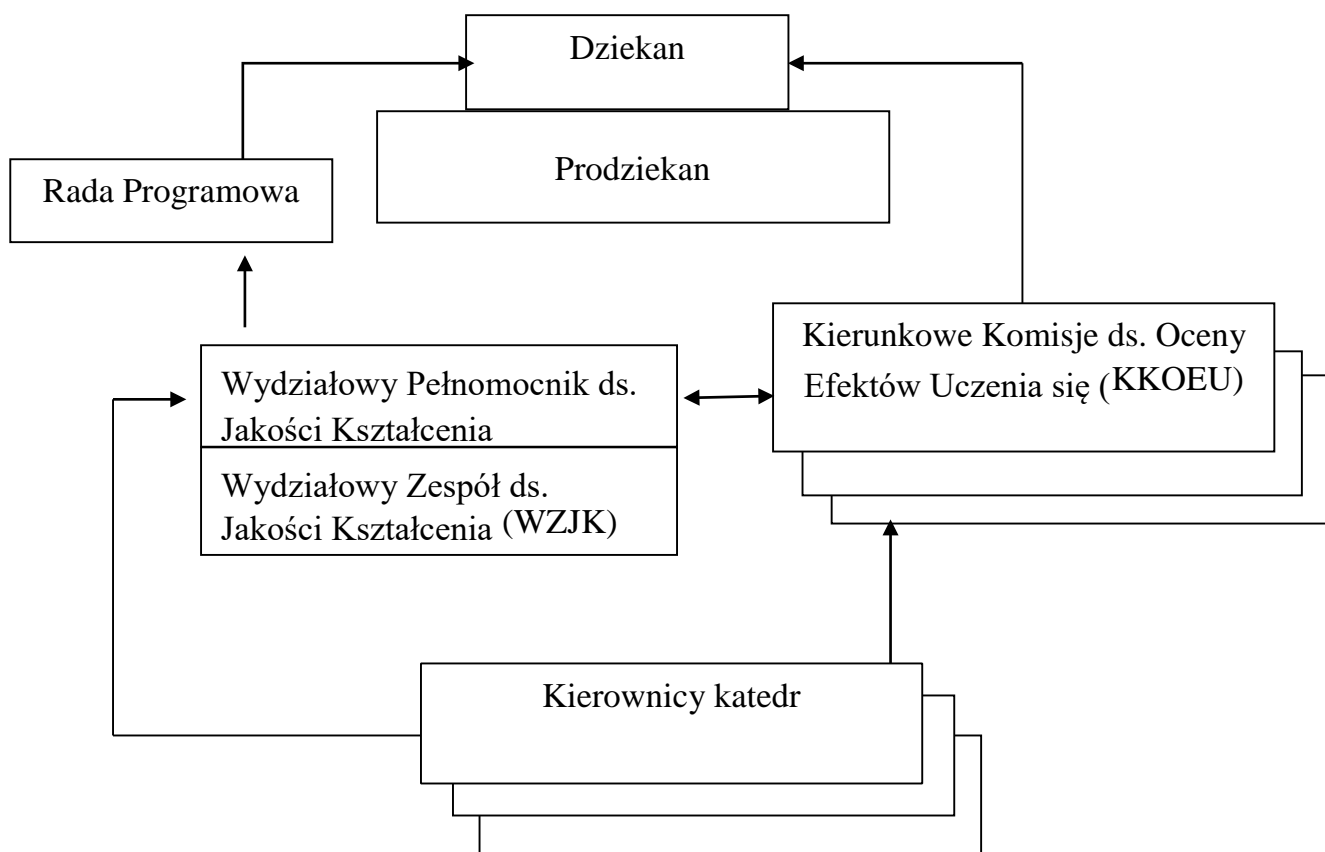 Dziekan
Prodziekan
Rada Programowa
Kierunkowe Komisje ds. Oceny
Efektów Uczenia się (KKOEU)
Wydziałowy Pełnomocnik ds.
Jakości Kształcenia
Wydziałowy Zespół ds.
Jakości Kształcenia (WZJK)
Kierownicy katedr